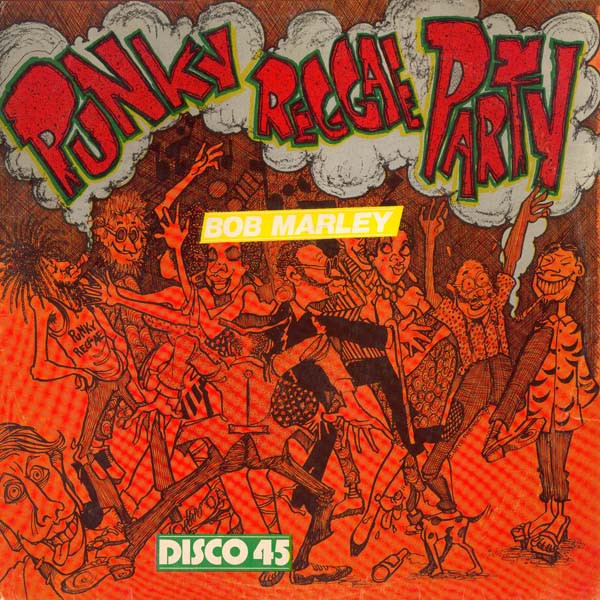 PUNKY REGGAE PARTY
BOB MARLEY
PUNKY
REGGAE
DISCO 45